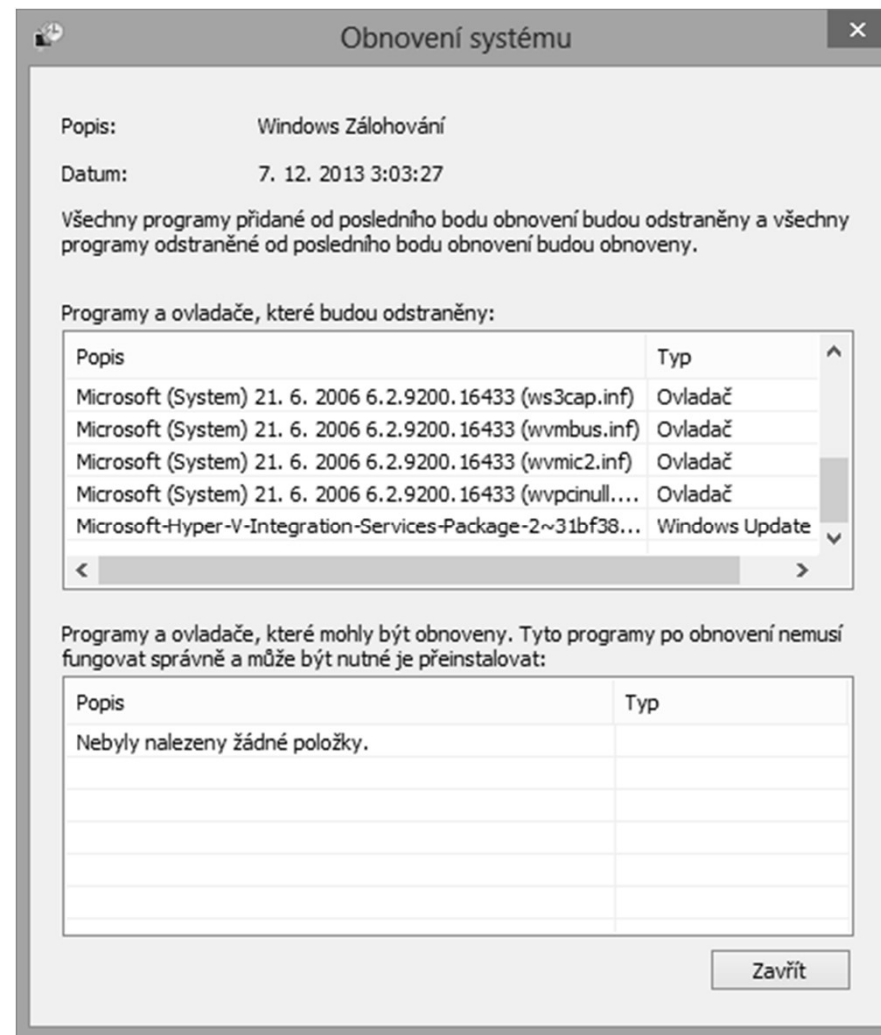 Obnovení systému
Popis: Windows Zálohování
Datum: 7. 12. 2013 3:03:27
Všechny programy přidané od posledního bodu obnovení budou odstraněny a všechny
programy odstraněné od posledního bodu obnovení budou obnoveny.
Programy a ovladače, které budou odstraněny:
Popis Typ
Microsoft (System) 21. 6. 2006 6.2.9200.16433 (ws3cap.inf) Ovladač
Microsoft (System) 21. 6. 2006 6.2.9200.16433 (wvmbus.inf) Ovladač
Microsoft (System) 21. 6. 2006 6.2.9200.16433 (wvmic2.inf) Ovladač
Microsoft (System) 21. 6. 2006 6.2.9200.16433 (wvpcinull.... Ovladač
Microsoft-Hyper-V-Integration-Services-Package-2~31bf38... Windows Update
Programy a ovladače, které mohly být obnoveny. Tyto programy po obnovení nemusí
fungovat správně a může být nutné je přeinstalovat:
Popis Typ
Nebyly nalezeny žádné položky.
Zavřít